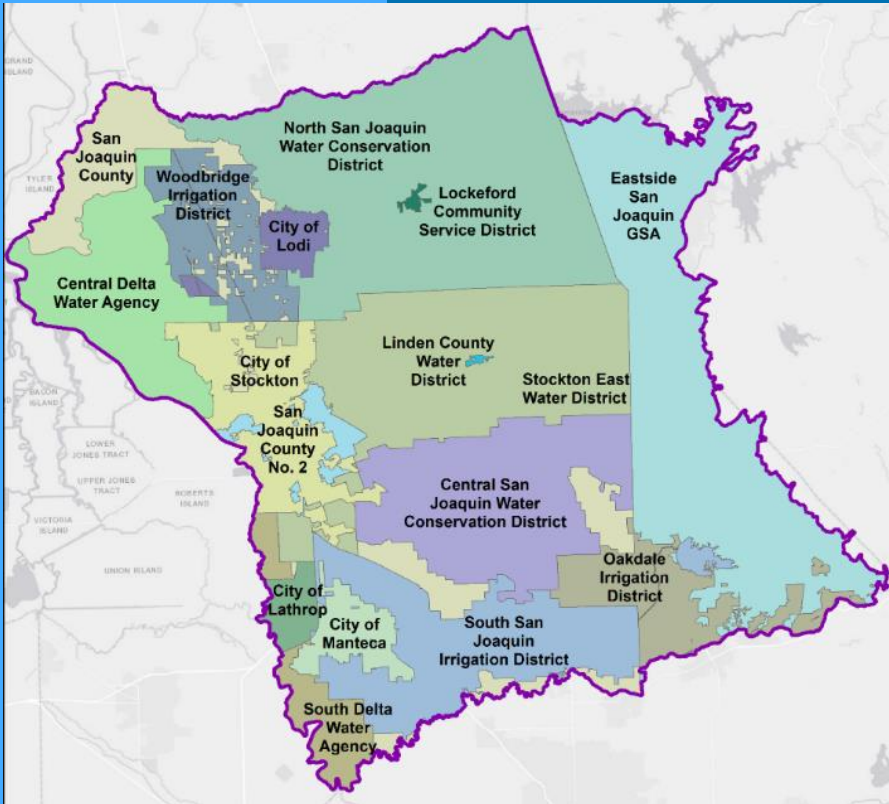 GRAND
ISLAND
San
Joaquin
County
TYLER
ISLAND
North San Joaquin
Water Conservation
District
Woodbridge
Irrigation
District
City of
Lodi
Lockeford
Community
Service District
Eastside
San
Joaquin
GSA
Central Delta
Water Agency
City of
Stockton
Linden County
Water
District
Stockton East
Water District
San
Joaquin
County
No. 2
BACON
ISLAND
LOWER
JONES TRACT
UPPER JONES
TRACT
ROBERTS
ISLAND
VICTORIA
ISLAND
UNION ISLAND
Central San
Joaquin Water
Conservation District
Oakdale
Irrigation
District
City of
Lathrop
City of
Manteca
South San
Joaquin
Irrigation District
South Delta
Water
Agency